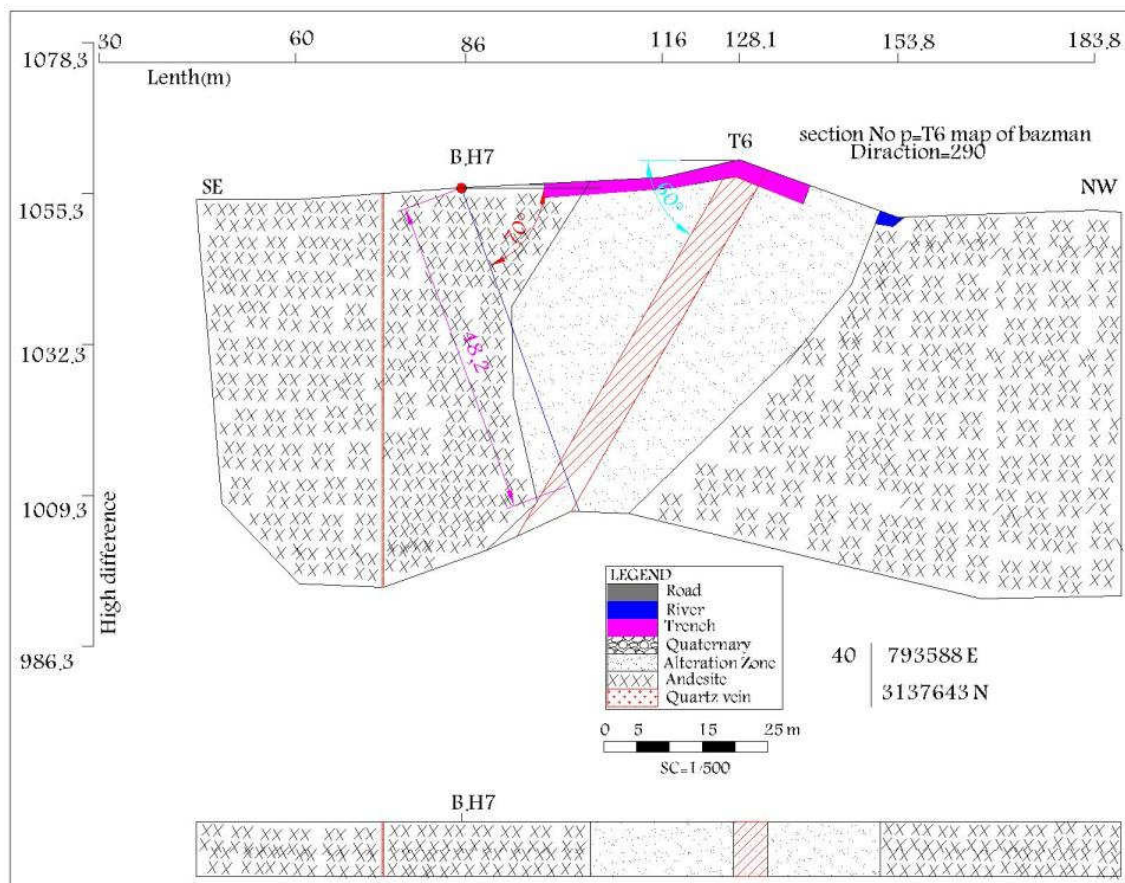 30 60 86 116 128.1 153.8 183.8
1078.3
Lenth(m)
section No p=T6 map of bazman
Diraction=290
T6
B.H7
SE
NW
1055.3
60°
70°
48.2
1032.3
1009.3
High difference
986.3
LEGEND
Road
River
Trench
Quaternary
Alteration Zone
Andesite
Quartz vein
40 793588 E
3137643 N
0 5 15 25 m
SC=1/500
B.H7